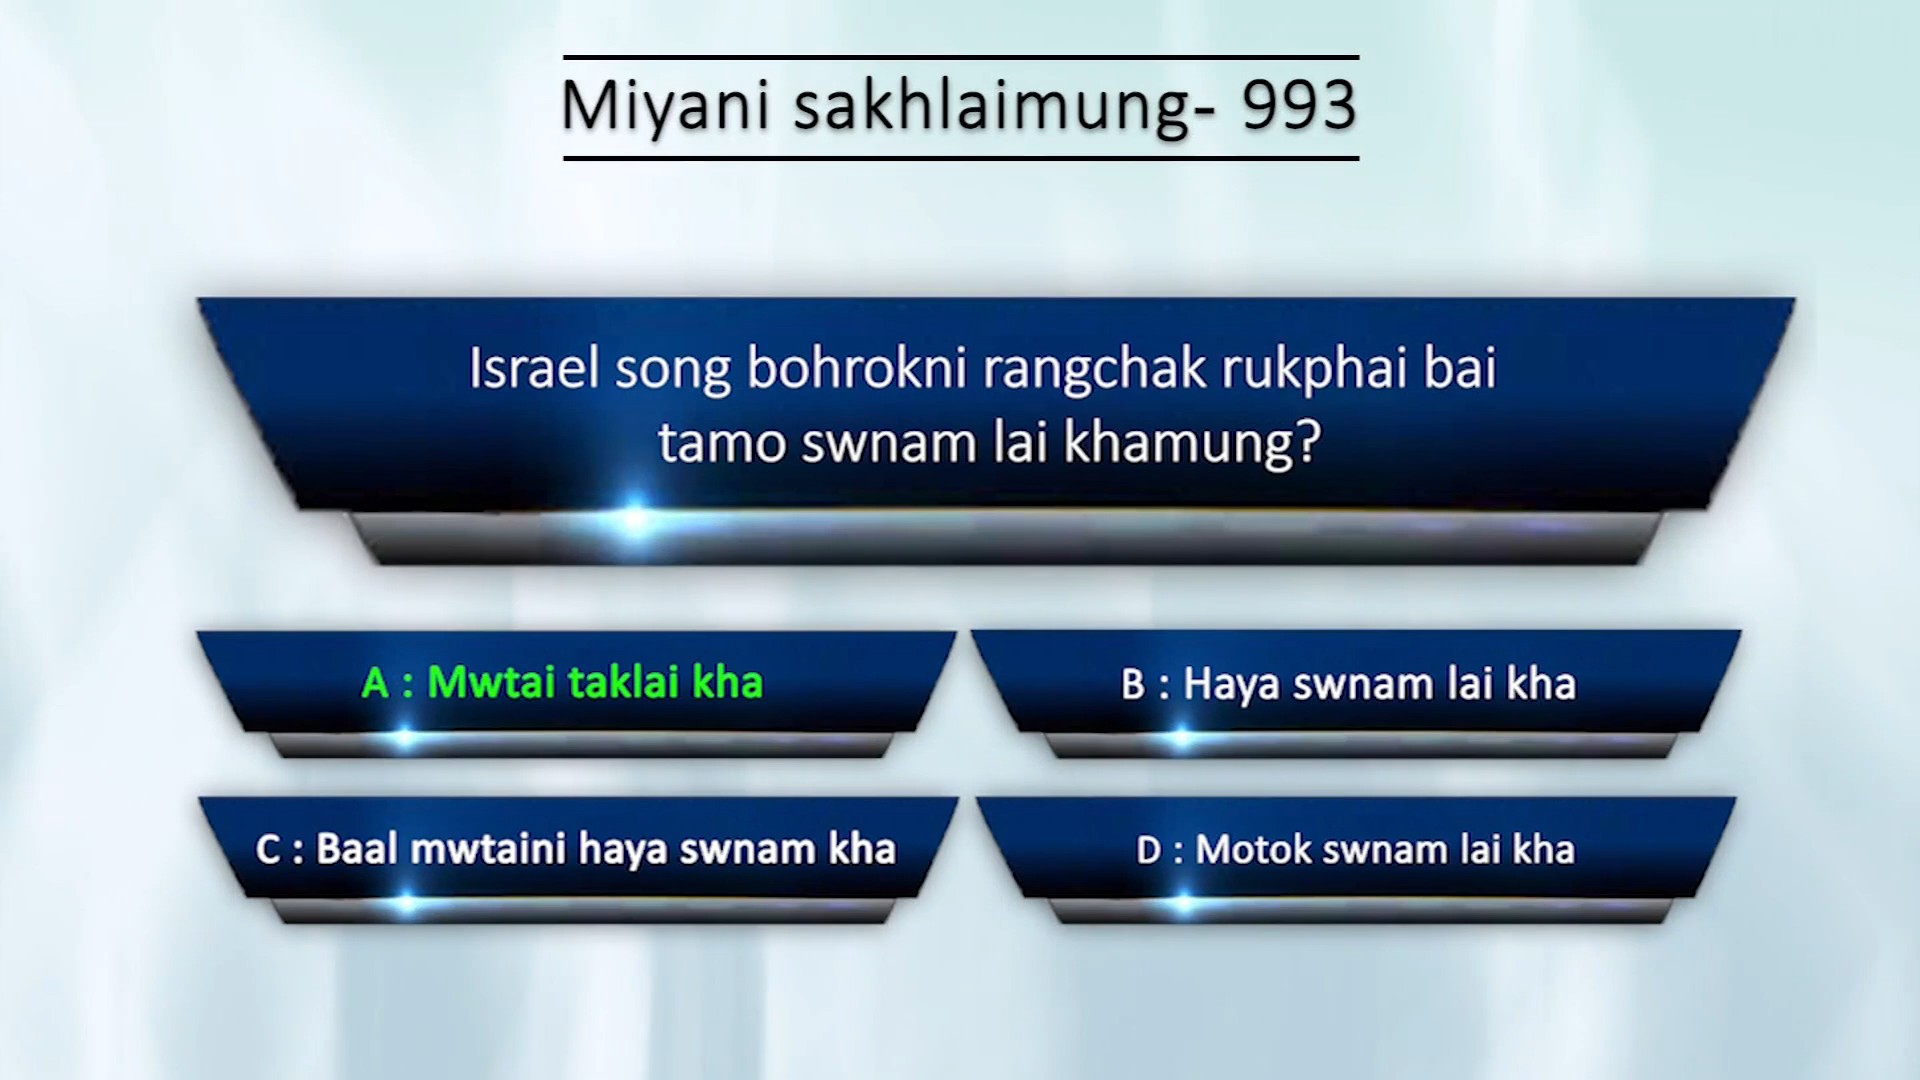 Miyani sakhlaimung- 993
Israel song bohrokni rangchak rukphai bai
tamo swnam lai khamung?
A : Mwtai taklai kha
B : Haya swnam lai kha
C : Baal mwtaini haya swnam kha
D : Motok swnam lai kha